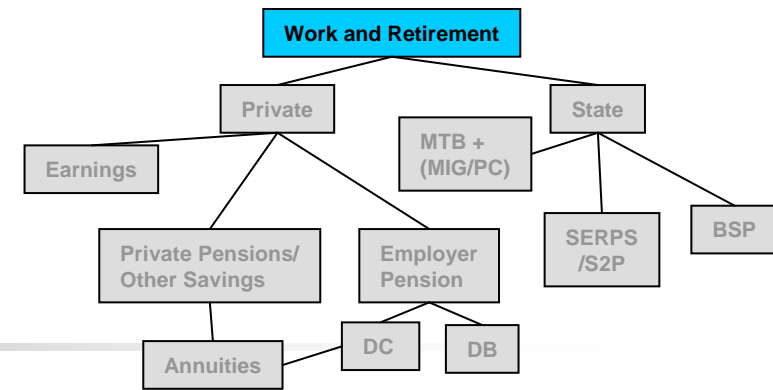 Work and Retirement
Private
State
Earnings
MTB +
(MIG/PC)
Private Pensions/
Other Savings
Employer
Pension
SERPS
/S2P
BSP
Annuities
DC
DB